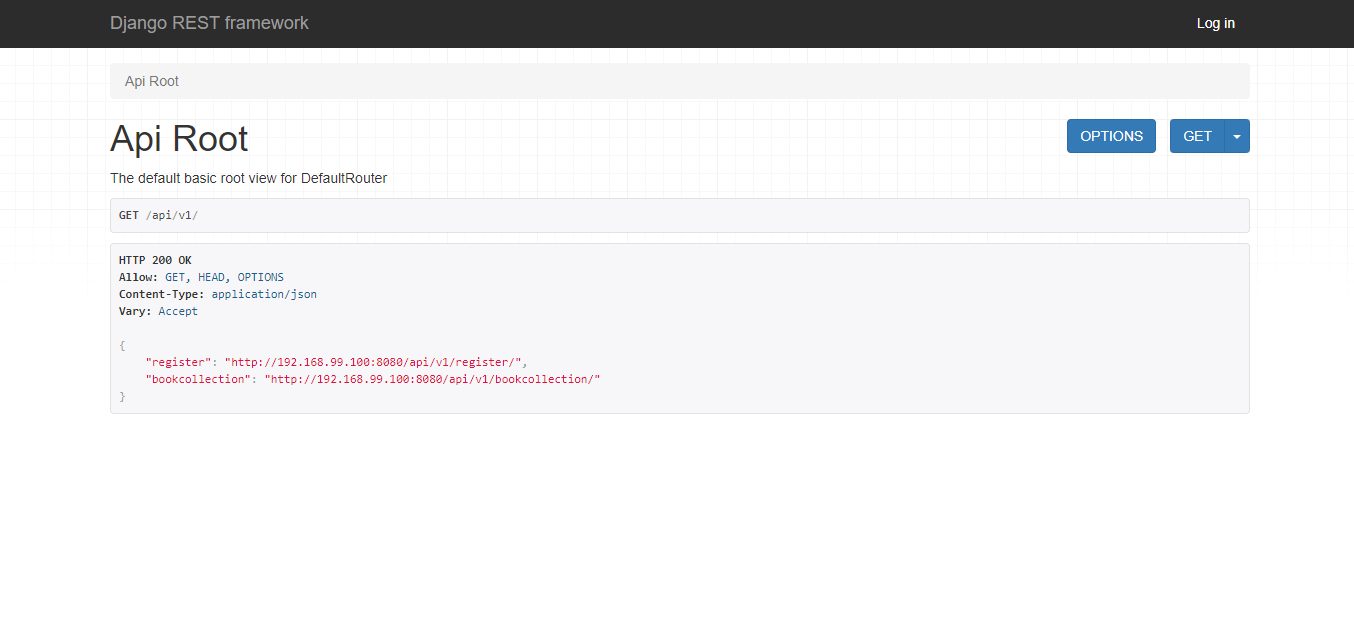 Django REST framework
Log in
Api Root
Api Root
OPTIONS
GET
The default basic root view for DefaultRouter
GET /api/v1/
HTTP 200 OK
Allow: GET, HEAD, OPTIONS
Content-Type: application/json
Vary: Accept
{
    "register": "http://192.168.99.100:8080/api/v1/register/",
    "bookcollection": "http://192.168.99.100:8080/api/v1/bookcollection/"
}